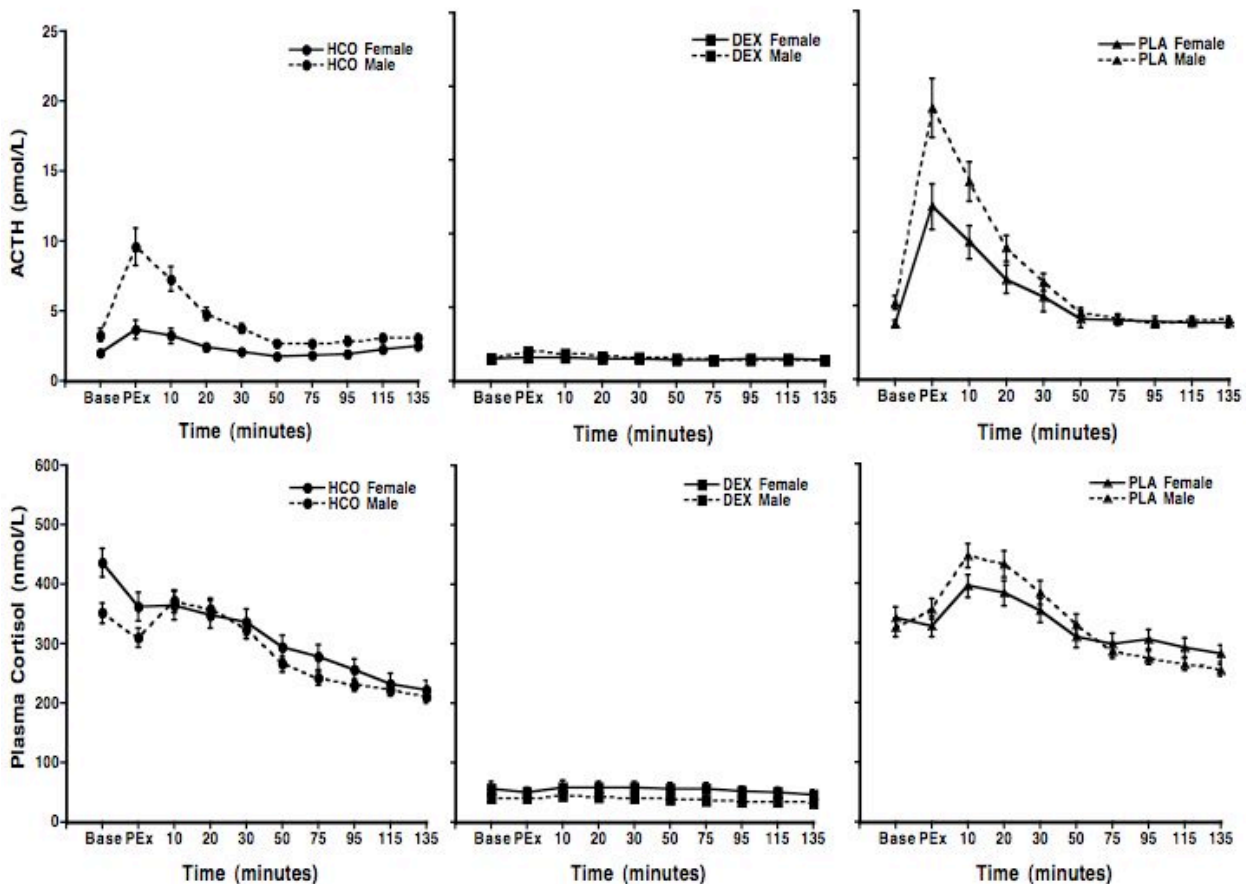 25
20
15
10
5
0
ACTH (pmol/L)
HCO Female
HCO Male
Base PEx 10 20 30 50 75 95 115 135
Time (minutes)
DEX Female
DEX Male
Base PEx 10 20 30 50 75 95 115 135
Time (minutes)
PLA Female
PLA Male
Base PEx 10 20 30 50 75 95 115 135
Time (minutes)
600
500
400
300
200
100
0
Plasma Cortisol (nmol/L)
HCO Female
HCO Male
Base PEx 10 20 30 50 75 95 115 135
Time (minutes)
DEX Female
DEX Male
Base PEx 10 20 30 50 75 95 115 135
Time (minutes)
PLA Female
PLA Male
Base PEx 10 20 30 50 75 95 115 135
Time (minutes)